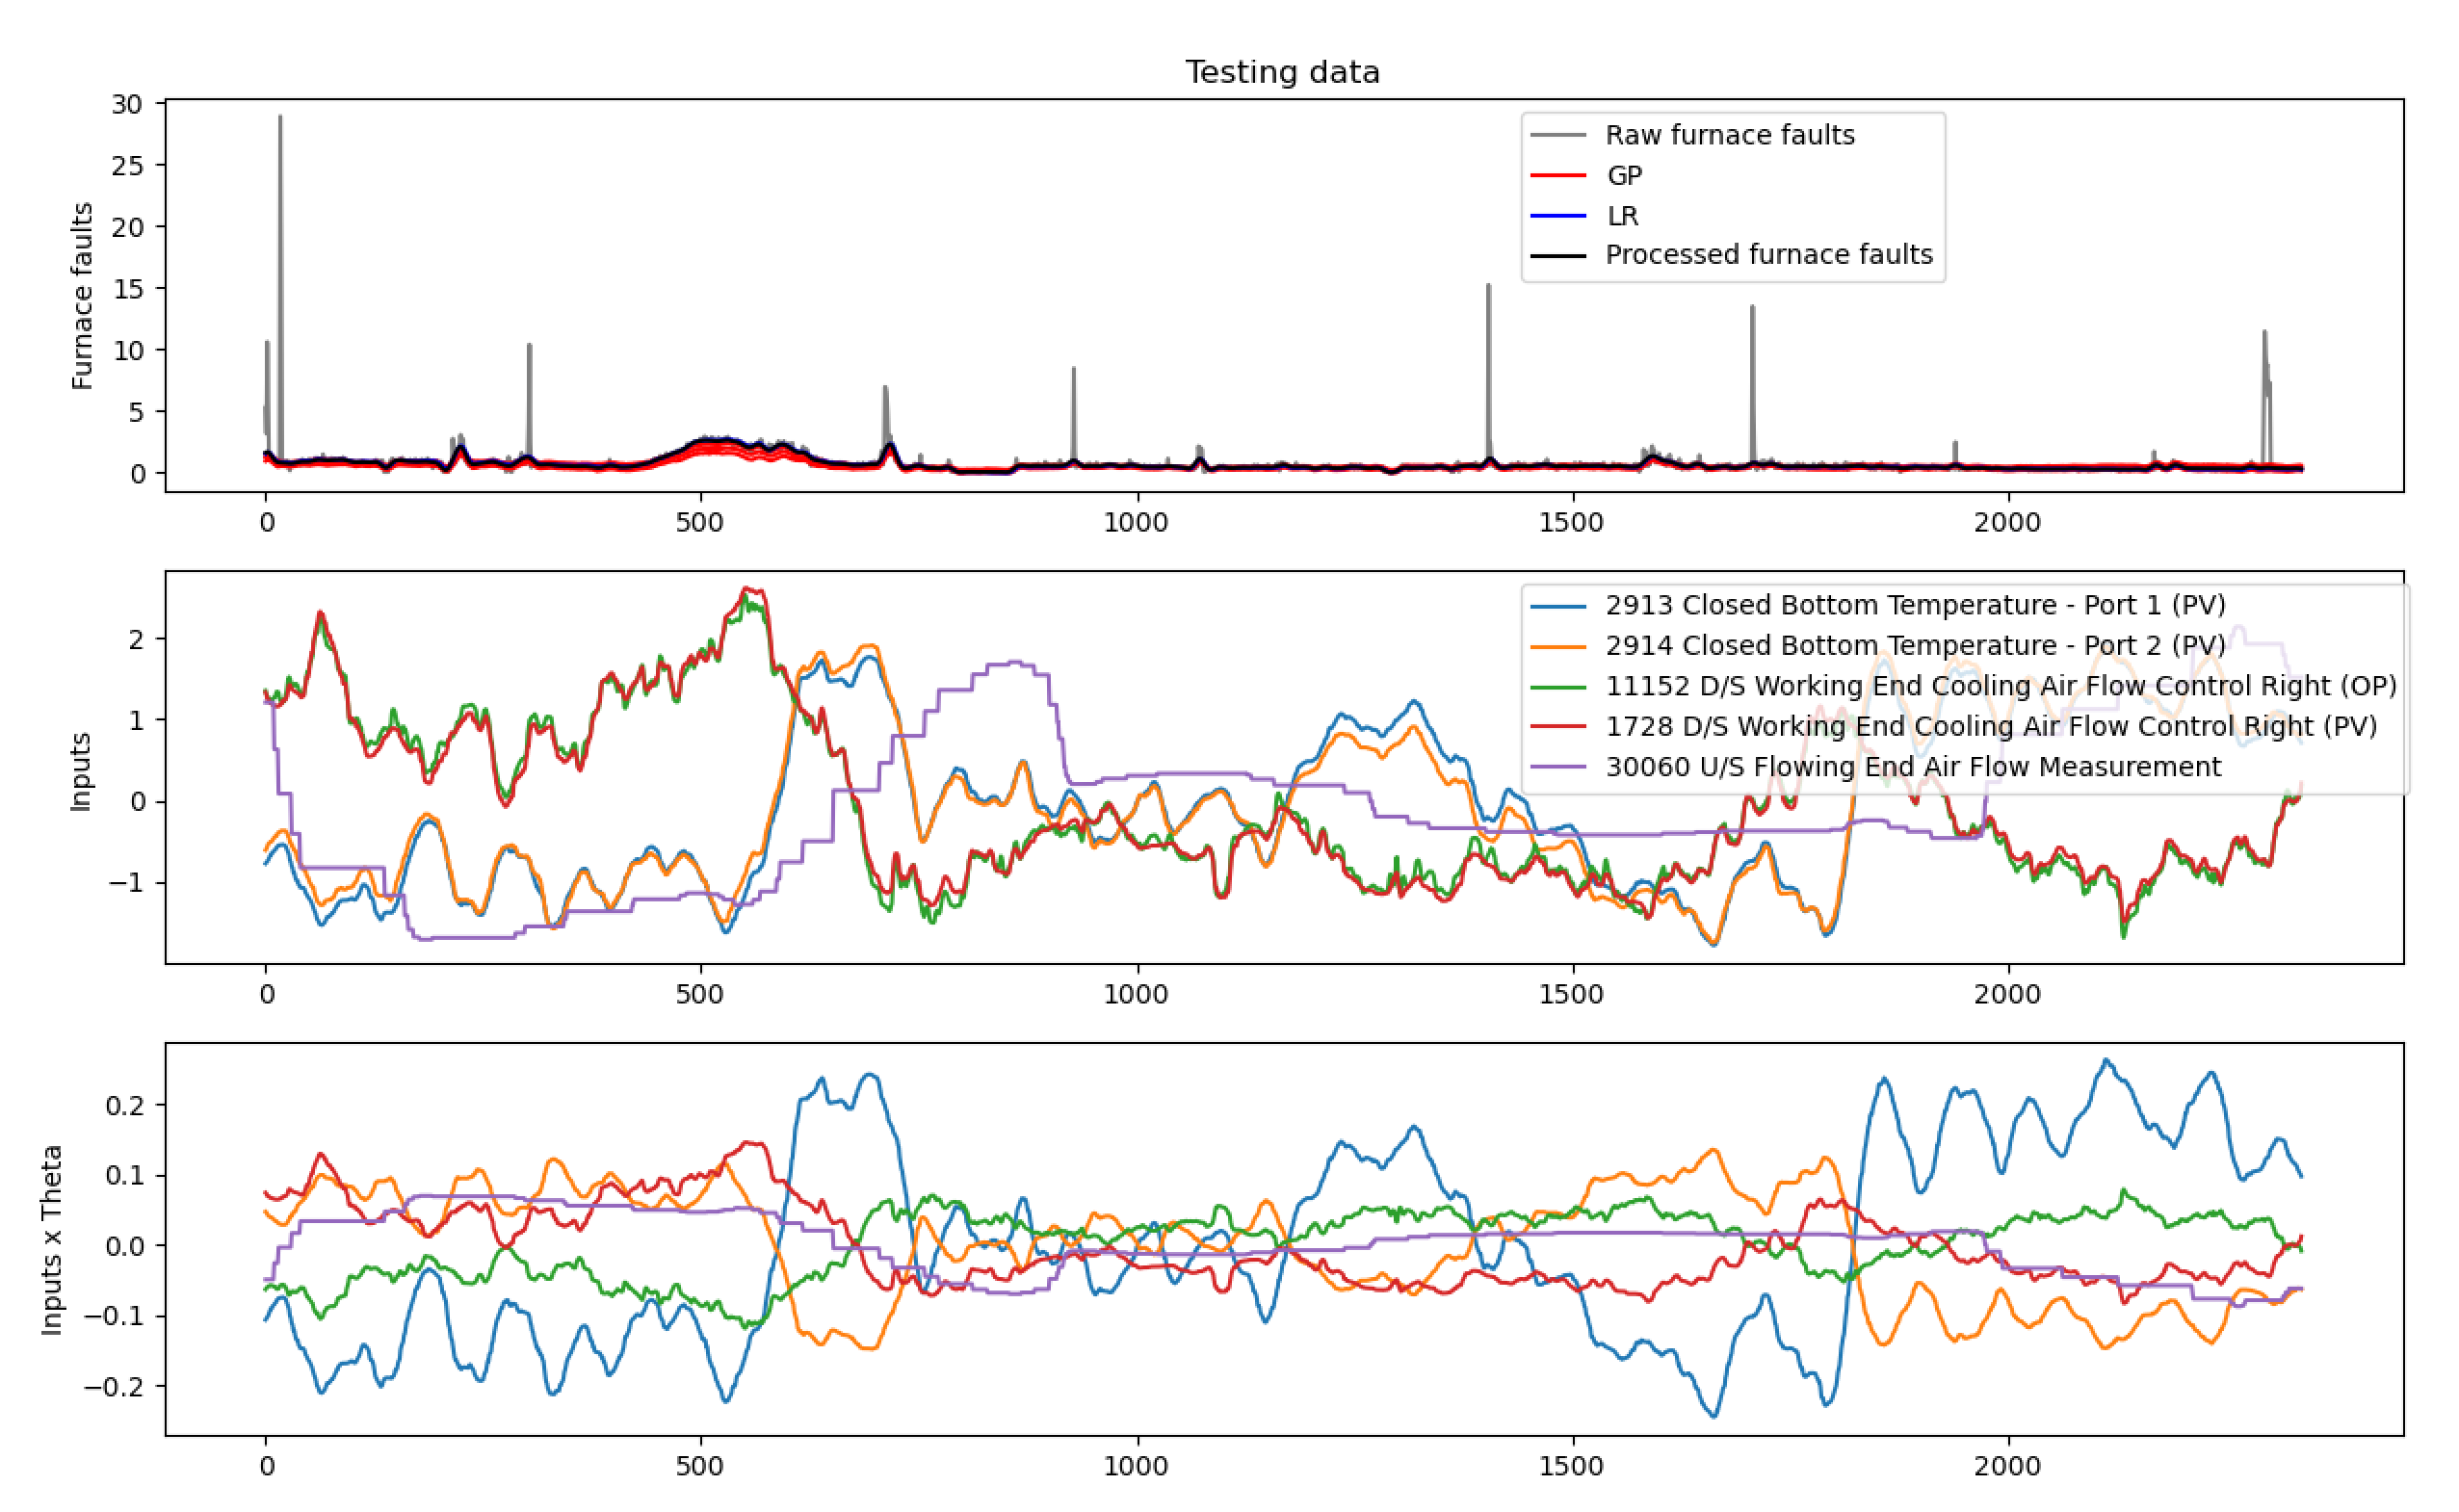 Testing data
30
25
20
15
10
5
0
Furnace faults
Raw furnace faults
GP
LR
Processed furnace faults
0 500 1000 1500 2000
2
1
0
−1
Inputs
2913 Closed Bottom Temperature - Port 1 (PV)
2914 Closed Bottom Temperature - Port 2 (PV)
11152 D/S Working End Cooling Air Flow Control Right (OP)
1728 D/S Working End Cooling Air Flow Control Right (PV)
30060 U/S Flowing End Air Flow Measurement
0 500 1000 1500 2000
0.2
0.1
0.0
−0.1
−0.2
Inputs x Theta
0 500 1000 1500 2000